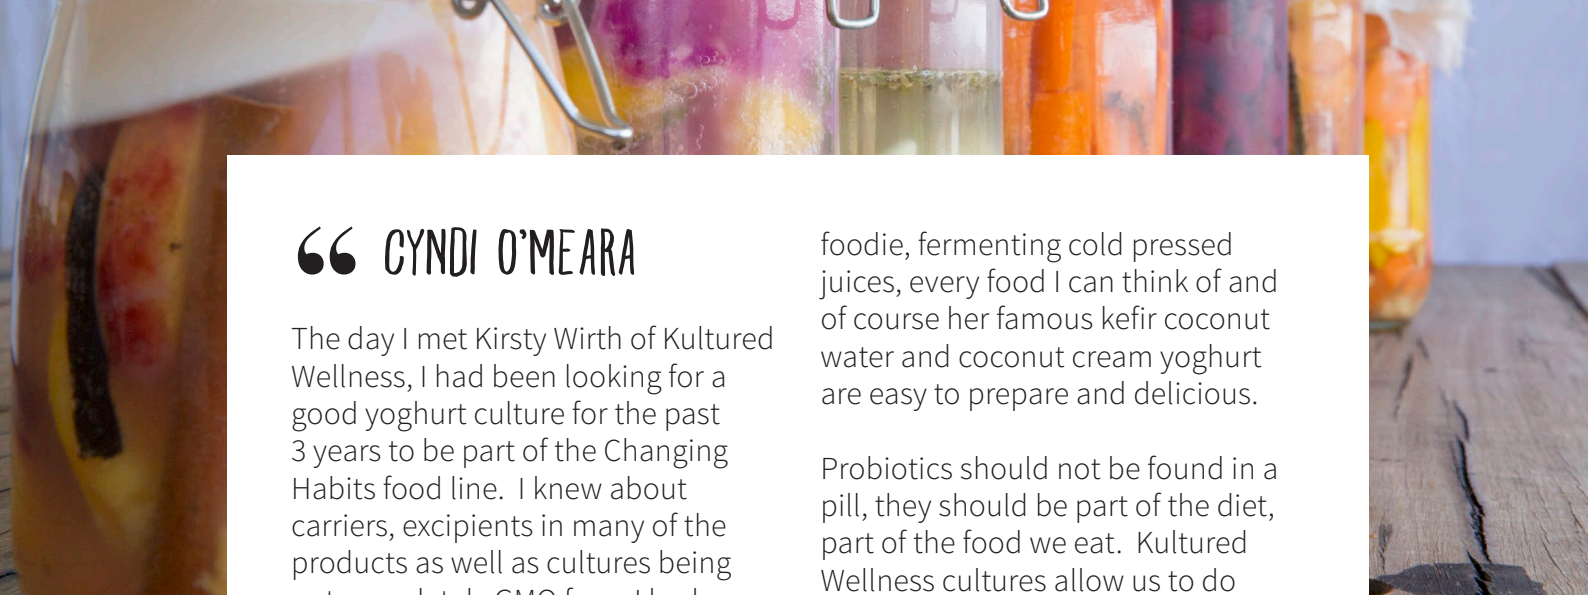 “ CYNDI O'MEARA
The day I met Kirsty Wirth of Kultured
Wellness, I had been looking for a
good yoghurt culture for the past
3 years to be part of the Changing
Habits food line.  I knew about
carriers, excipients in many of the
products as well as cultures being
GMO
foodie, fermenting cold pressed
juices, every food I can think of and
of course her famous kefir coconut
water and coconut cream yoghurt
are easy to prepare and delicious.
Probiotics should not be found in a
pill, they should be part of the diet,
part of the food we eat.  Kultured
Wellness cultures allow us to do